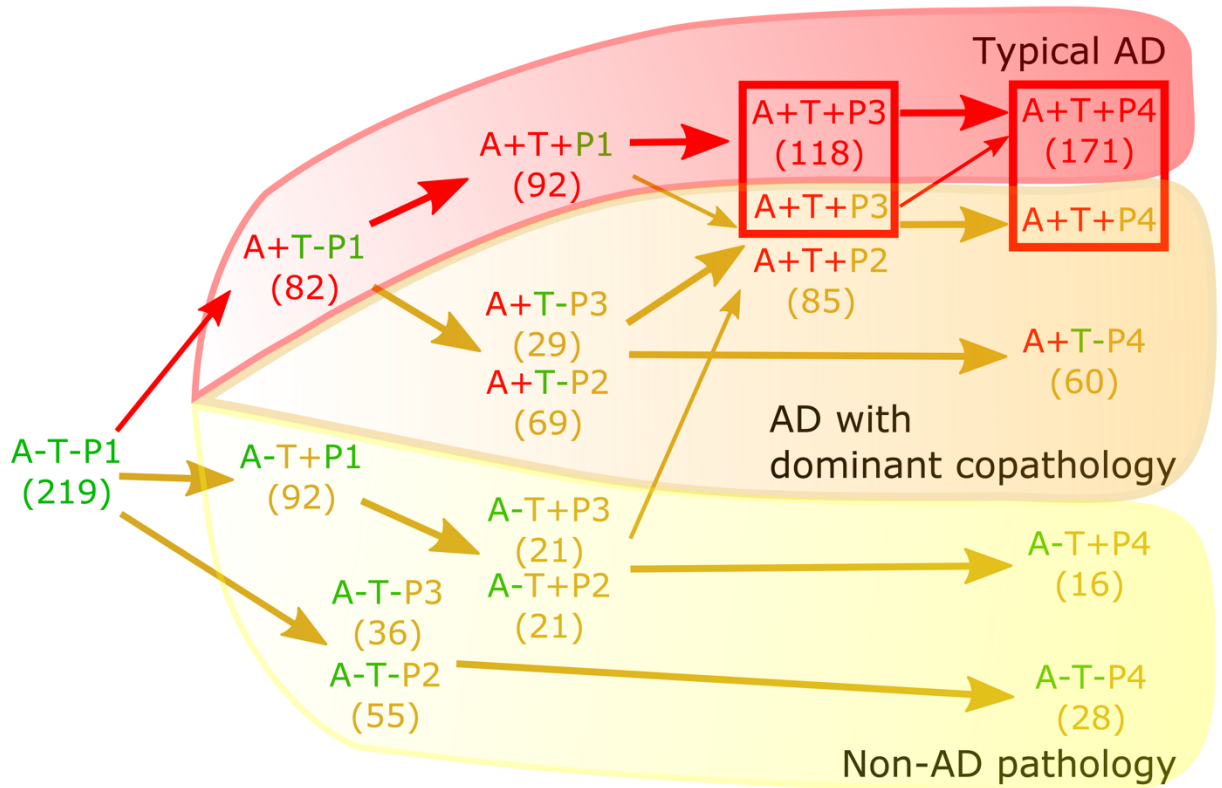 Typical AD
A+T+P3
(118)
A+T+P4
(171)
A+T+P1
(92)
A+T+P3
A+T+P4
A+T-P1
(82)
A+T+P2
(85)
A+T-P3
(29)
A+T-P2
(69)
A+T-P4
(60)
AD with
dominant copathology
A-T-P1
(219)
A-T+P1
(92)
A-T+P3
(21)
A-T+P2
(21)
A-T+P4
(16)
A-T-P3
(36)
A-T-P2
(55)
A-T-P4
(28)
Non-AD pathology